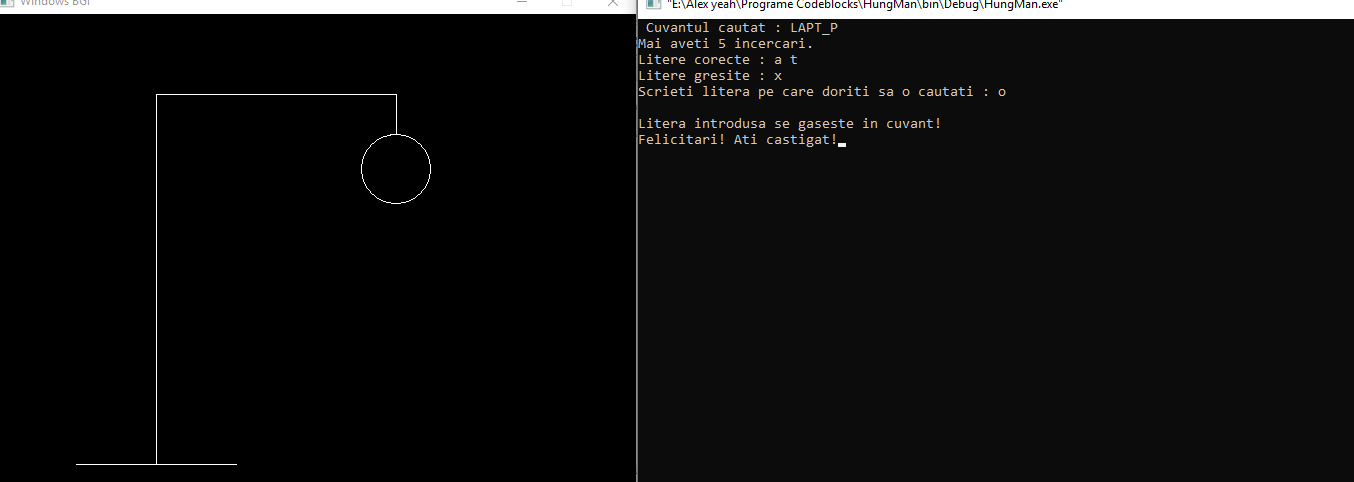 Windows BGI
"E:\Alex yeah\Programe Codeblocks\HungMan\bin\Debug\HungMan.exe"
Cuvantul cautat : LAPT_P
Mai aveti 5 incercari.
Litere corecte : a t
Litere gresite : x
Scrieti litera pe care doriti sa o cautati : o
Litera introdusa se gaseste in cuvant!
Felicitari! Ati castigat!